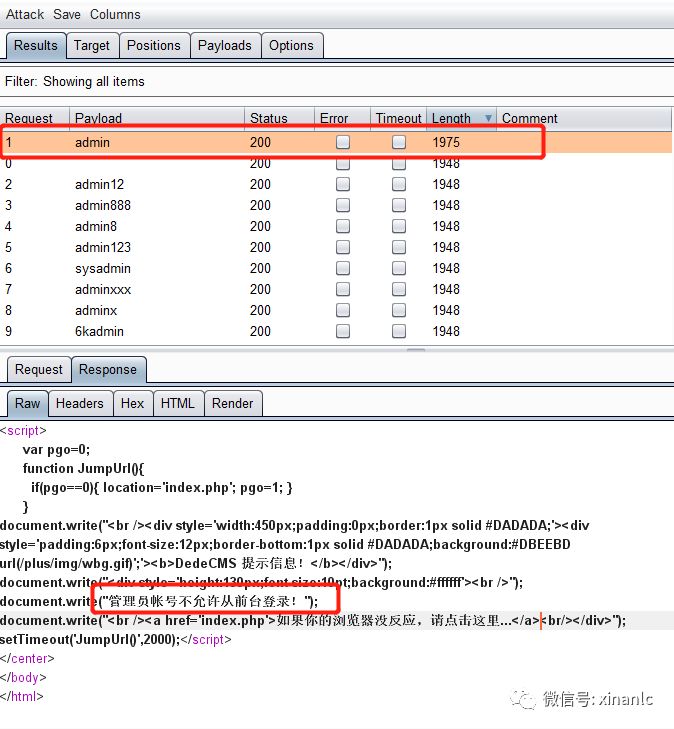 Attack Save Columns
Results Target Positions Payloads Options
Filter: Showing all items
Request Payload Status Error Timeout Length Comment
1 admin 200 1975
0 200 1948
2 admin12 200 1948
3 admin888 200 1948
4 admin8 200 1948
5 admin123 200 1948
6 sysadmin 200 1948
7 adminxxx 200 1948
8 adminx 200 1948
9 6kadmin 200 1948
Request Response
Raw Headers Hex HTML Render
<script>
var pgo=0;
function JumpUrl(){
if(pgo==0){ location='index.php'; pgo=1; }
}
document.write("<br /><div style='width:450px;padding:0px;border:1px solid #DADADA;'><div
style='padding:6px;font-size:12px;border-bottom:1px solid #DADADA;background:#DBEEBD
url(/plus/img/wbg.gif)';'><b>DedeCMS 提示信息！</b></div>");
document.write("<div style='height:130px;font-size:10pt;background:#ffffff'><br />");
document.write("管理员帐号不允许从前台登录！");
document.write("<br /><a href='index.php'>如果你的浏览器没反应，请点击这里...</a><br/></div>");
setTimeout('JumpUrl()',2000);</script>
</center>
</body>
</html>
微信号: xinanlc